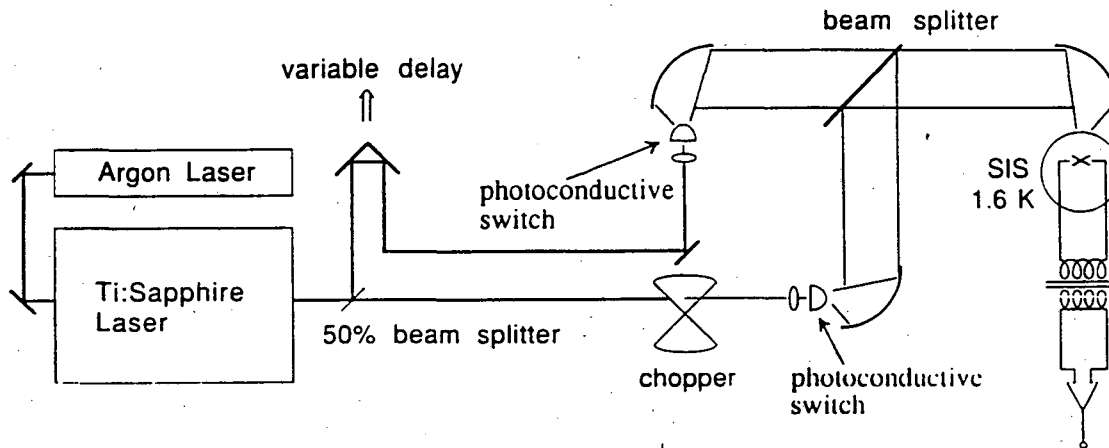 beam splitter
variable delay
Argon Laser
photoconductive
switch
SIS
1.6 K
Ti:Sapphire
Laser
50% beam splitter
chopper
photoconductive
switch